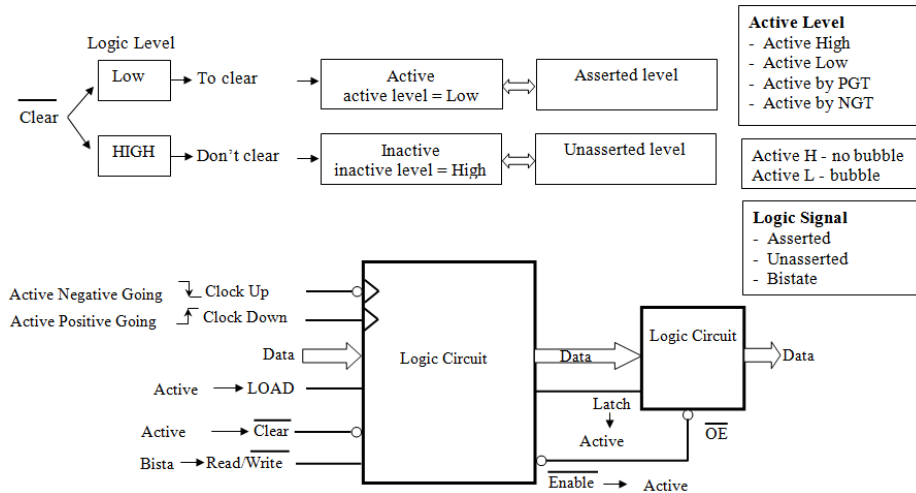 Logic Level
Clear
Low
To clear
Active
active level = Low
Asserted level
HIGH
Don't clear
Inactive
inactive level = High
Unasserted level
Active Level
- Active High
- Active Low
- Active by PGT
- Active by NGT
Active H - no bubble
Active L - bubble
Logic Signal
- Asserted
- Unasserted
- Bistate
Active Negative Going
Clock Up
Active Positive Going
Clock Down
Data
Active
LOAD
Active
Clear
Bista
Read/Write
Logic Circuit
Data
Latch
Active
Enable
Active
Logic Circuit
OE
Data